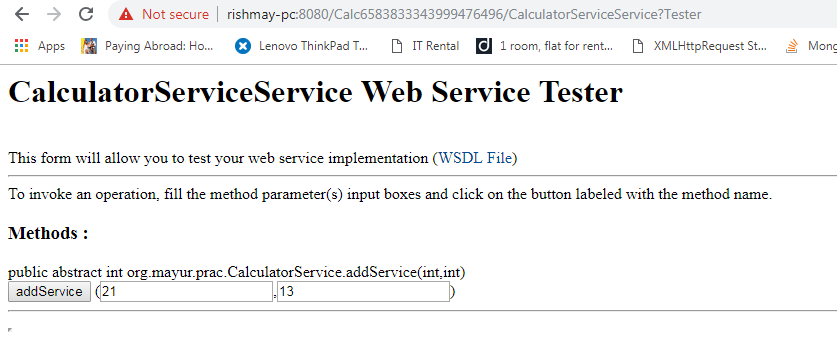 Not secure | rishmay-pc:8080/Calc6583833343999476496/CalculatorServiceService?Tester
Apps Paying Abroad: Ho... Lenovo ThinkPad T... IT Rental d 1 room, flat for rent... XMLHttpRequest St... Mong
CalculatorServiceService Web Service Tester
This form will allow you to test your web service implementation (WSDL File)
To invoke an operation, fill the method parameter(s) input boxes and click on the button labeled with the method name.
Methods :
public abstract int org.mayur.prac.CalculatorService.addService(int,int)
addService (21,13)